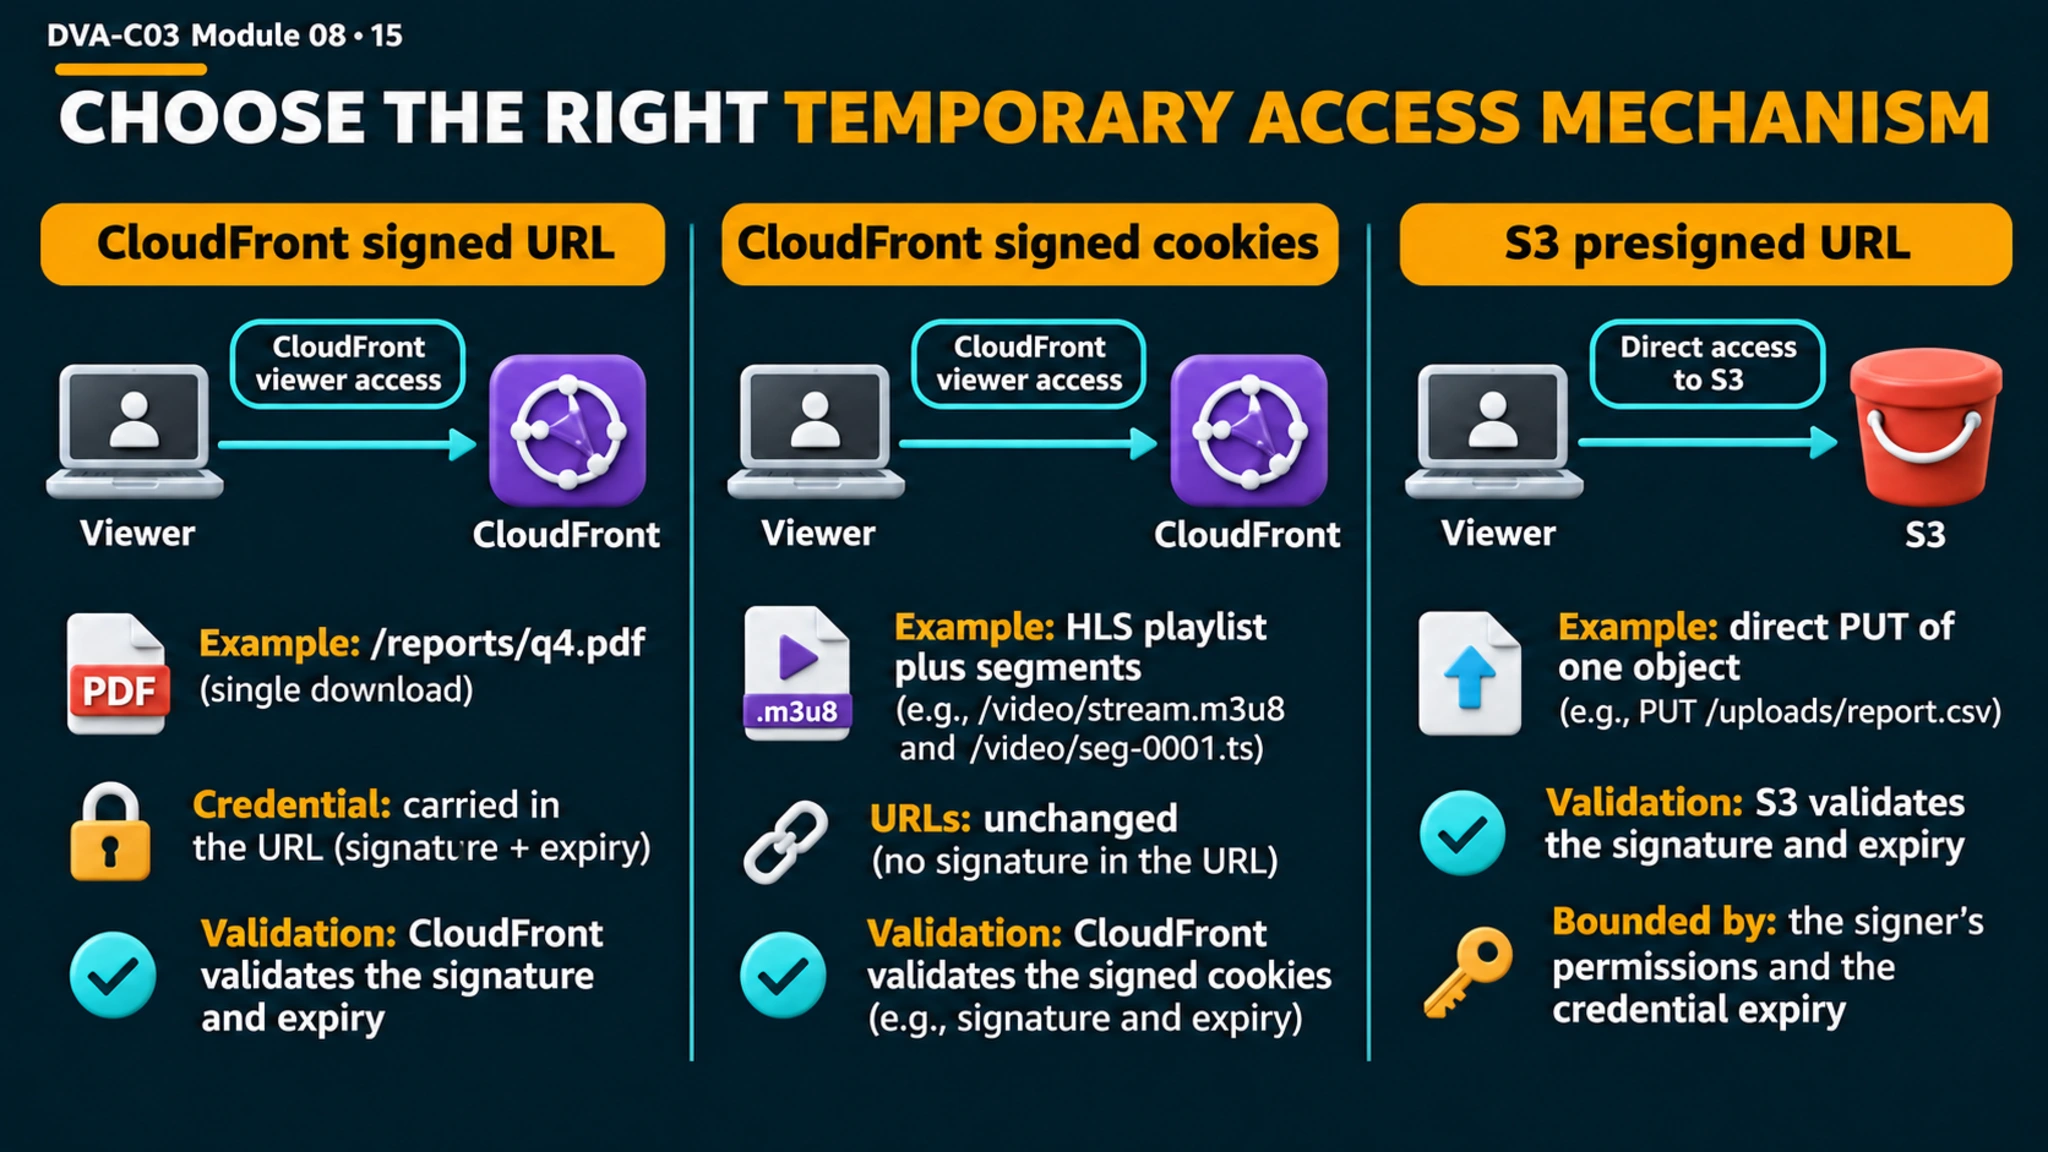 DVA-C03 Module 08 • 15
CHOOSE THE RIGHT TEMPORARY ACCESS MECHANISM
CloudFront signed URL
CloudFront
viewer access
Viewer
CloudFront
PDF
Example: /reports/q4.pdf
(single download)
Credential: carried in
the URL (signature + expiry)
Validation: CloudFront
validates the signature
and expiry
CloudFront signed cookies
CloudFront
viewer access
Viewer
CloudFront
.m3u8
Example: HLS playlist
plus segments
(e.g., /video/stream.m3u8
and /video/seg-0001.ts)
URLs: unchanged
(no signature in the URL)
Validation: CloudFront
validates the signed cookies
(e.g., signature and expiry)
S3 presigned URL
Direct access
to S3
Viewer
S3
Example: direct PUT of
one object
(e.g., PUT /uploads/report.csv)
Validation: S3 validates
the signature and expiry
Bounded by: the signer's
permissions and the
credential expiry